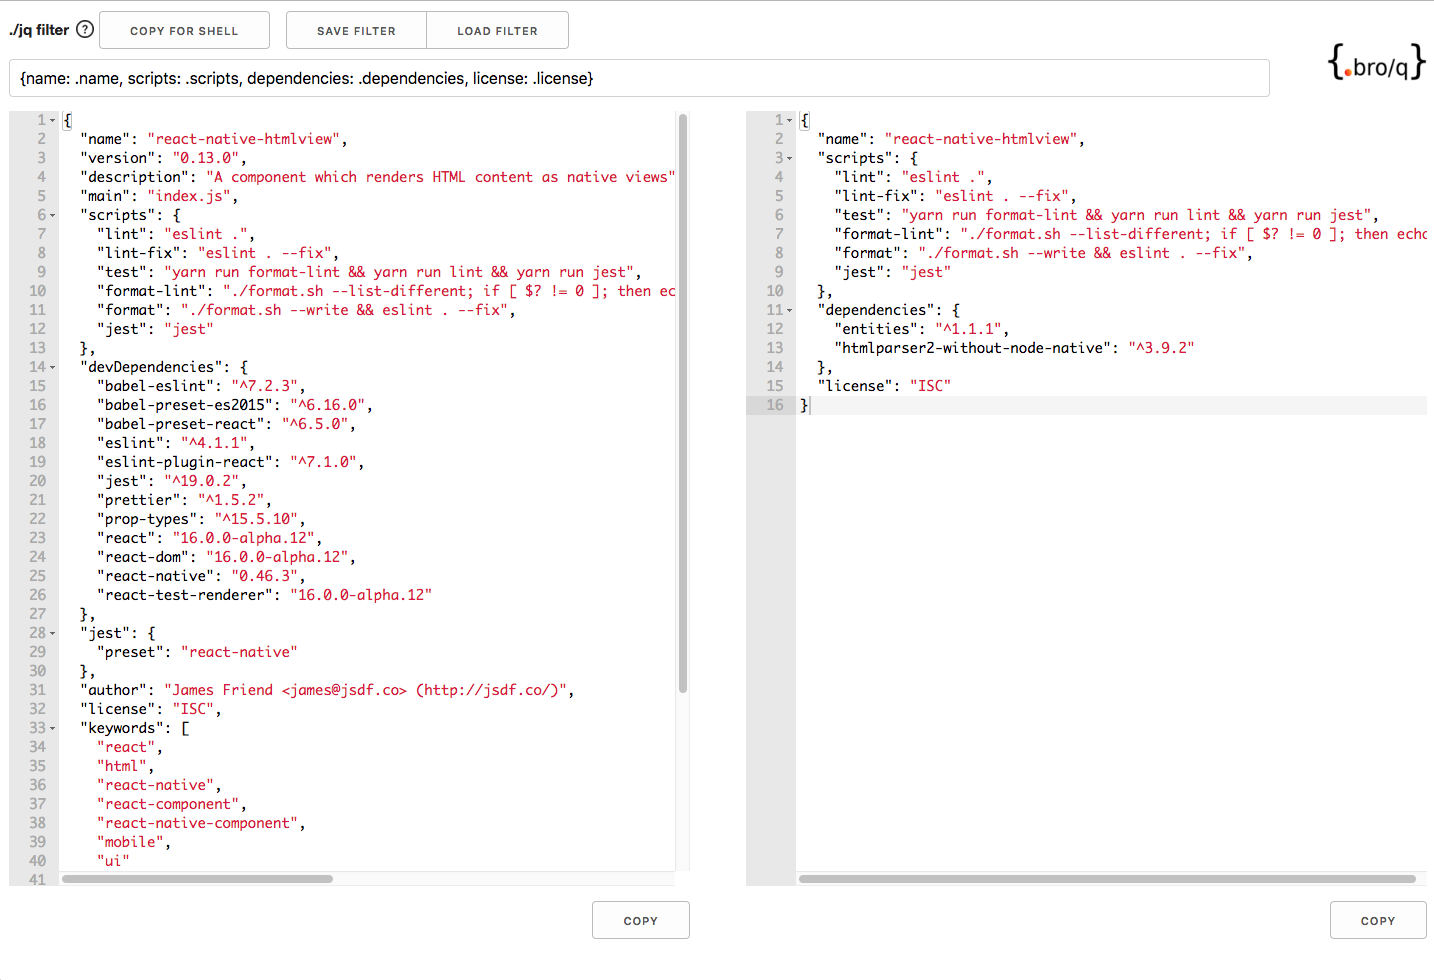 ./jq filter ? COPY FOR SHELL SAVE FILTER LOAD FILTER
{name: .name, scripts: .scripts, dependencies: .dependencies, license: .license}
{.bro/q}
1 {
2 "name": "react-native-htmlview",
3 "version": "0.13.0",
4 "description": "A component which renders HTML content as native views"
5 "main": "index.js",
6 "scripts": {
7 "lint": "eslint .",
8 "lint-fix": "eslint . --fix",
9 "test": "yarn run format-lint && yarn run lint && yarn run jest",
10 "format-lint": "./format.sh --list-different; if [ $? != 0 ]; then ec
11 "format": "./format.sh --write && eslint . --fix",
12 "jest": "jest"
13 },
14 "devDependencies": {
15 "babel-eslint": "^7.2.3",
16 "babel-preset-es2015": "^6.16.0",
17 "babel-preset-react": "^6.5.0",
18 "eslint": "^4.1.1",
19 "eslint-plugin-react": "^7.1.0",
20 "jest": "^19.0.2",
21 "prettier": "^1.5.2",
22 "prop-types": "^15.5.10",
23 "react": "16.0.0-alpha.12",
24 "react-dom": "16.0.0-alpha.12",
25 "react-native": "0.46.3",
26 "react-test-renderer": "16.0.0-alpha.12"
27 },
28 "jest": {
29 "preset": "react-native"
30 },
31 "author": "James Friend <james@jsdf.co> (http://jsdf.co/)",
32 "license": "ISC",
33 "keywords": [
34 "react",
35 "html",
36 "react-native",
37 "react-component",
38 "react-native-component",
39 "mobile",
40 "ui"
41
COPY
1 {
2 "name": "react-native-htmlview",
3 "scripts": {
4 "lint": "eslint .",
5 "lint-fix": "eslint . --fix",
6 "test": "yarn run format-lint && yarn run lint && yarn run jest",
7 "format-lint": "./format.sh --list-different; if [ $? != 0 ]; then echo
8 "format": "./format.sh --write && eslint . --fix",
9 "jest": "jest"
10 },
11 "dependencies": {
12 "entities": "^1.1.1",
13 "htmlparser2-without-node-native": "^3.9.2"
14 },
15 "license": "ISC"
16 }
COPY